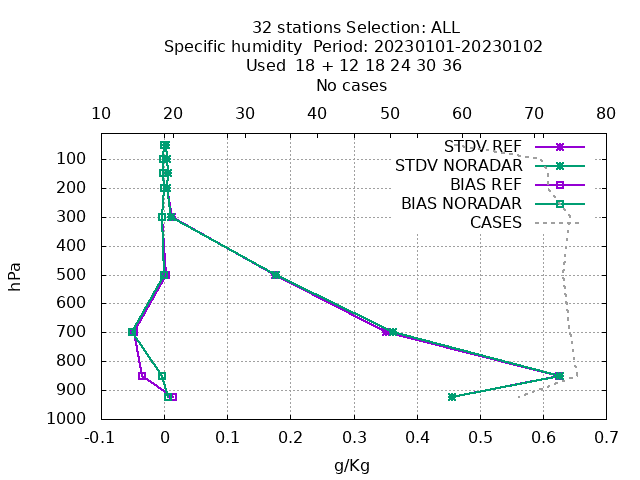 32 stations Selection: ALL
Specific humidity  Period: 20230101-20230102
Used  18 + 12 18 24 30 36
No cases
10 20 30 40 50 60 70 80
STDV REF
STDV NORADAR
BIAS REF
BIAS NORADAR
CASES
hPa
100
200
300
400
500
600
700
800
900
1000
-0.1 0 0.1 0.2 0.3 0.4 0.5 0.6 0.7
g/Kg